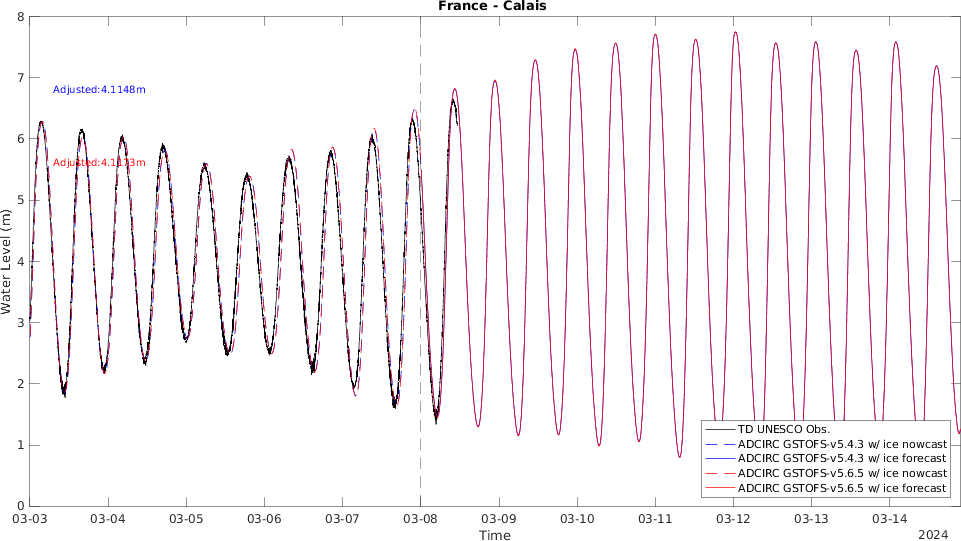 France - Calais
8
7
6
5
4
3
2
1
0
Water Level (m)
Adjusted:4.1148m
Adjusted:4.1173m
TD UNESCO Obs.
ADCIRC GSTOFS-v5.4.3 w/ ice nowcast
ADCIRC GSTOFS-v5.4.3 w/ ice forecast
ADCIRC GSTOFS-v5.6.5 w/ ice nowcast
ADCIRC GSTOFS-v5.6.5 w/ ice forecast
03-03 03-04 03-05 03-06 03-07 03-08 03-09 03-10 03-11 03-12 03-13 03-14
Time
2024